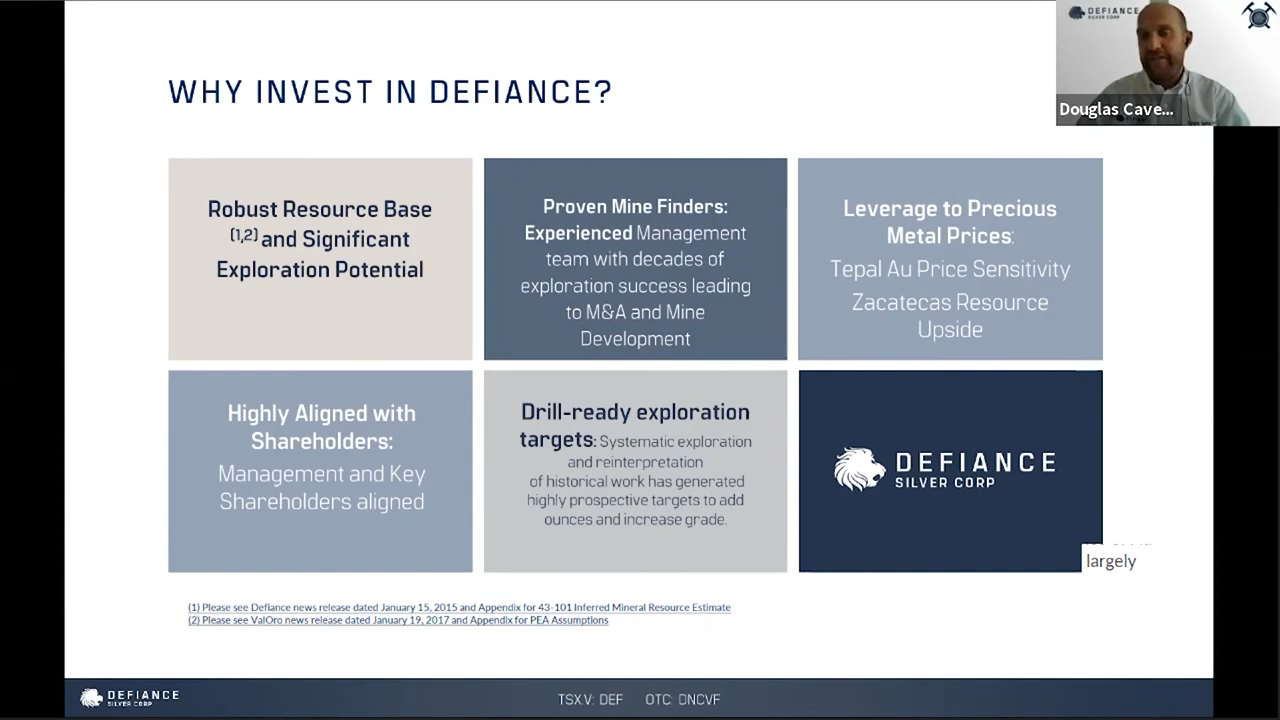 DEFIANCE
SILVER CORP
Douglas Cave...
WHY INVEST IN DEFIANCE?
Robust Resource Base
(1,2) and Significant
Exploration Potential
Proven Mine Finders:
Experienced Management
team with decades of
exploration success leading
to M&A and Mine
Development
Leverage to Precious
Metal Prices:
Tepal Au Price Sensitivity
Zacatecas Resource
Upside
Highly Aligned with
Shareholders:
Management and Key
Shareholders aligned
Drill-ready exploration
targets: Systematic exploration
and reinterpretation
of historical work has generated
highly prospective targets to add
ounces and increase grade.
DEFIANCE
SILVER CORP
largely
(1) Please see Defiance news release dated January 15, 2015 and Appendix for 43-101 Inferred Mineral Resource Estimate
(2) Please see ValOro news release dated January 19, 2017 and Appendix for PEA Assumptions
DEFIANCE
SILVER CORP
TSX.V: DEF OTC: DNCVF